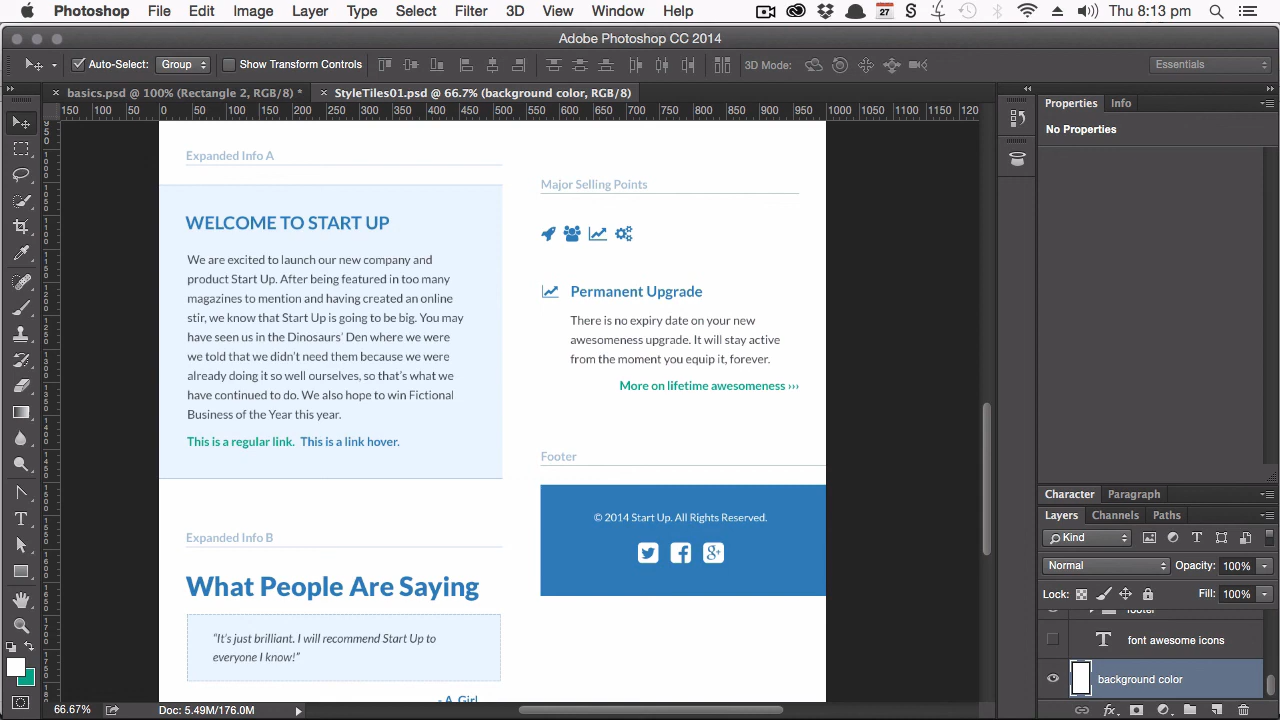 Photoshop File Edit Image Layer Type Select Filter 3D View Window Help 27 Thu 8:13 pm
Adobe Photoshop CC 2014
Auto-Select: Group Show Transform Controls 3D Mode: Essentials
basics.psd @ 100% (Rectangle 2, RGB/8) * StyleTiles01.psd @ 66.7% (background color, RGB/8)
150 100 50 0 50 100 150 200 250 300 350 400 450 500 550 600 650 700 750 800 850 900 950 1000 1050 1100 1150 120
Properties Info
No Properties
Expanded Info A
WELCOME TO START UP
We are excited to launch our new company and
product Start Up. After being featured in too many
magazines to mention and having created an online
stir, we know that Start Up is going to be big. You may
have seen us in the Dinosaurs' Den where we were
we told that we didn't need them because we were
already doing it so well ourselves, so that's what we
have continued to do. We also hope to win Fictional
Business of the Year this year.
This is a regular link. This is a link hover.
Expanded Info B
What People Are Saying
"It's just brilliant. I will recommend Start Up to
everyone I know!"
- A. Girl
Major Selling Points
Permanent Upgrade
There is no expiry date on your new
awesomeness upgrade. It will stay active
from the moment you equip it, forever.
More on lifetime awesomeness ›››
Footer
© 2014 Start Up. All Rights Reserved.
Character Paragraph
Layers Channels Paths
Kind
Normal Opacity: 100%
Lock: Fill: 100%
footer
font awesome icons
background color
66.67% Doc: 5.49M/176.0M